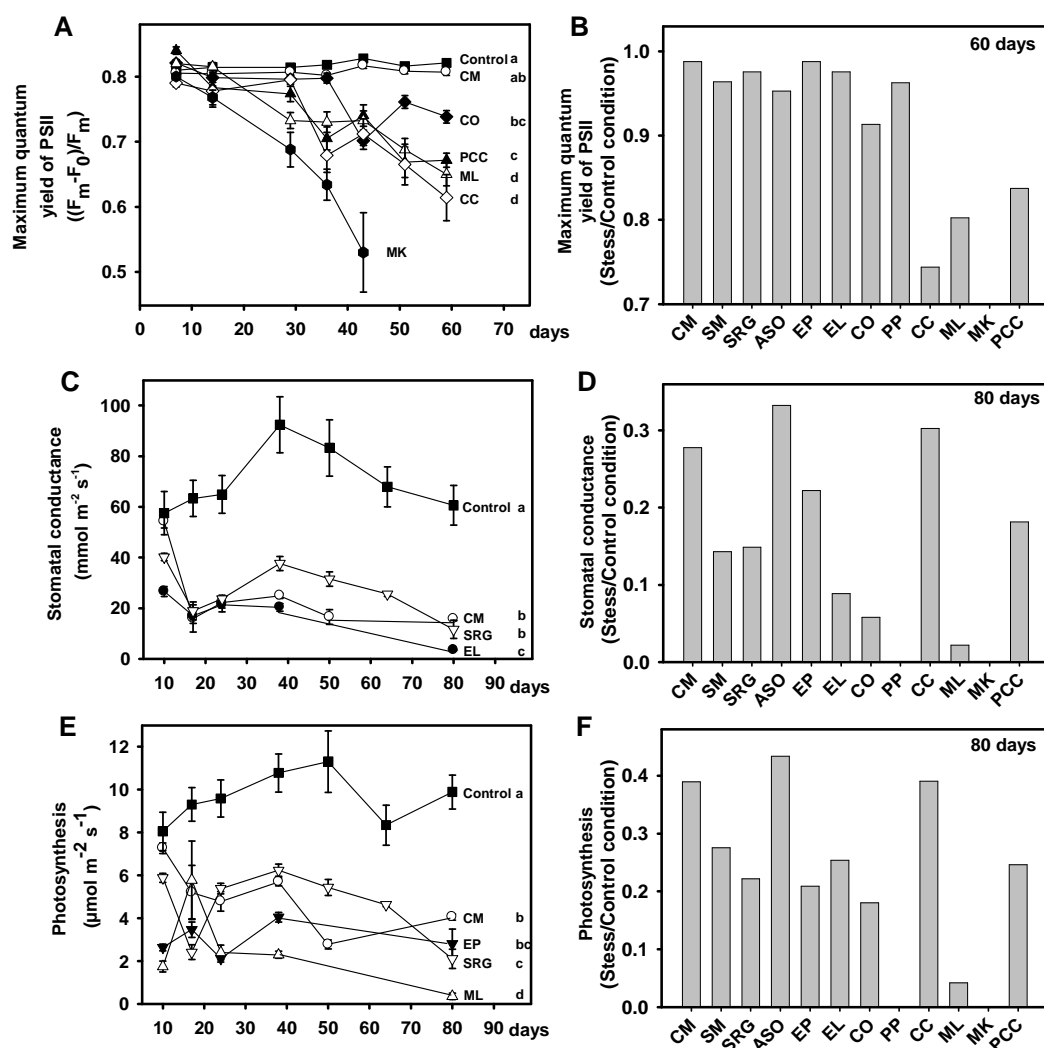 A
Maximum quantum
yield of PSII
((Fm-F0)/Fm)
0.8
0.7
0.6
0.5
0 10 20 30 40 50 60 70 days
Control a
CM ab
CO bc
PCC c
ML d
CC d
MK
B
60 days
Maximum quantum
yield of PSII
(Stess/Control condition)
1.0
0.9
0.8
0.7
CM SM SRG ASO EP EL CO PP CC ML MK PCC
C
Stomatal conductance
(mmol m-2 s-1)
100
80
60
40
20
0
10 20 30 40 50 60 70 80 90 days
Control a
CM b
SRG b
EL c
D
80 days
Stomatal conductance
(Stess/Control condition)
0.3
0.2
0.1
0.0
CM SM SRG ASO EP EL CO PP CC ML MK PCC
E
Photosynthesis
(µmol m-2 s-1)
12
10
8
6
4
2
0
10 20 30 40 50 60 70 80 90 days
Control a
CM b
EP bc
SRG c
ML d
F
80 days
Photosynthesis
(Stess/Control condition)
0.4
0.3
0.2
0.1
0.0
CM SM SRG ASO EP EL CO PP CC ML MK PCC